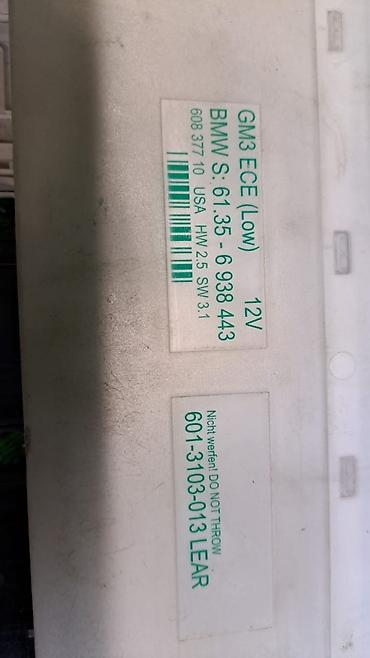 GM3 ECE (Low) 12V
BMW S: 61.35 - 6 938 443
608 377 10 USA HW 2.5 SW 3.1
Nicht werfen! DO NOT THROW
601-3103-013 LEAR